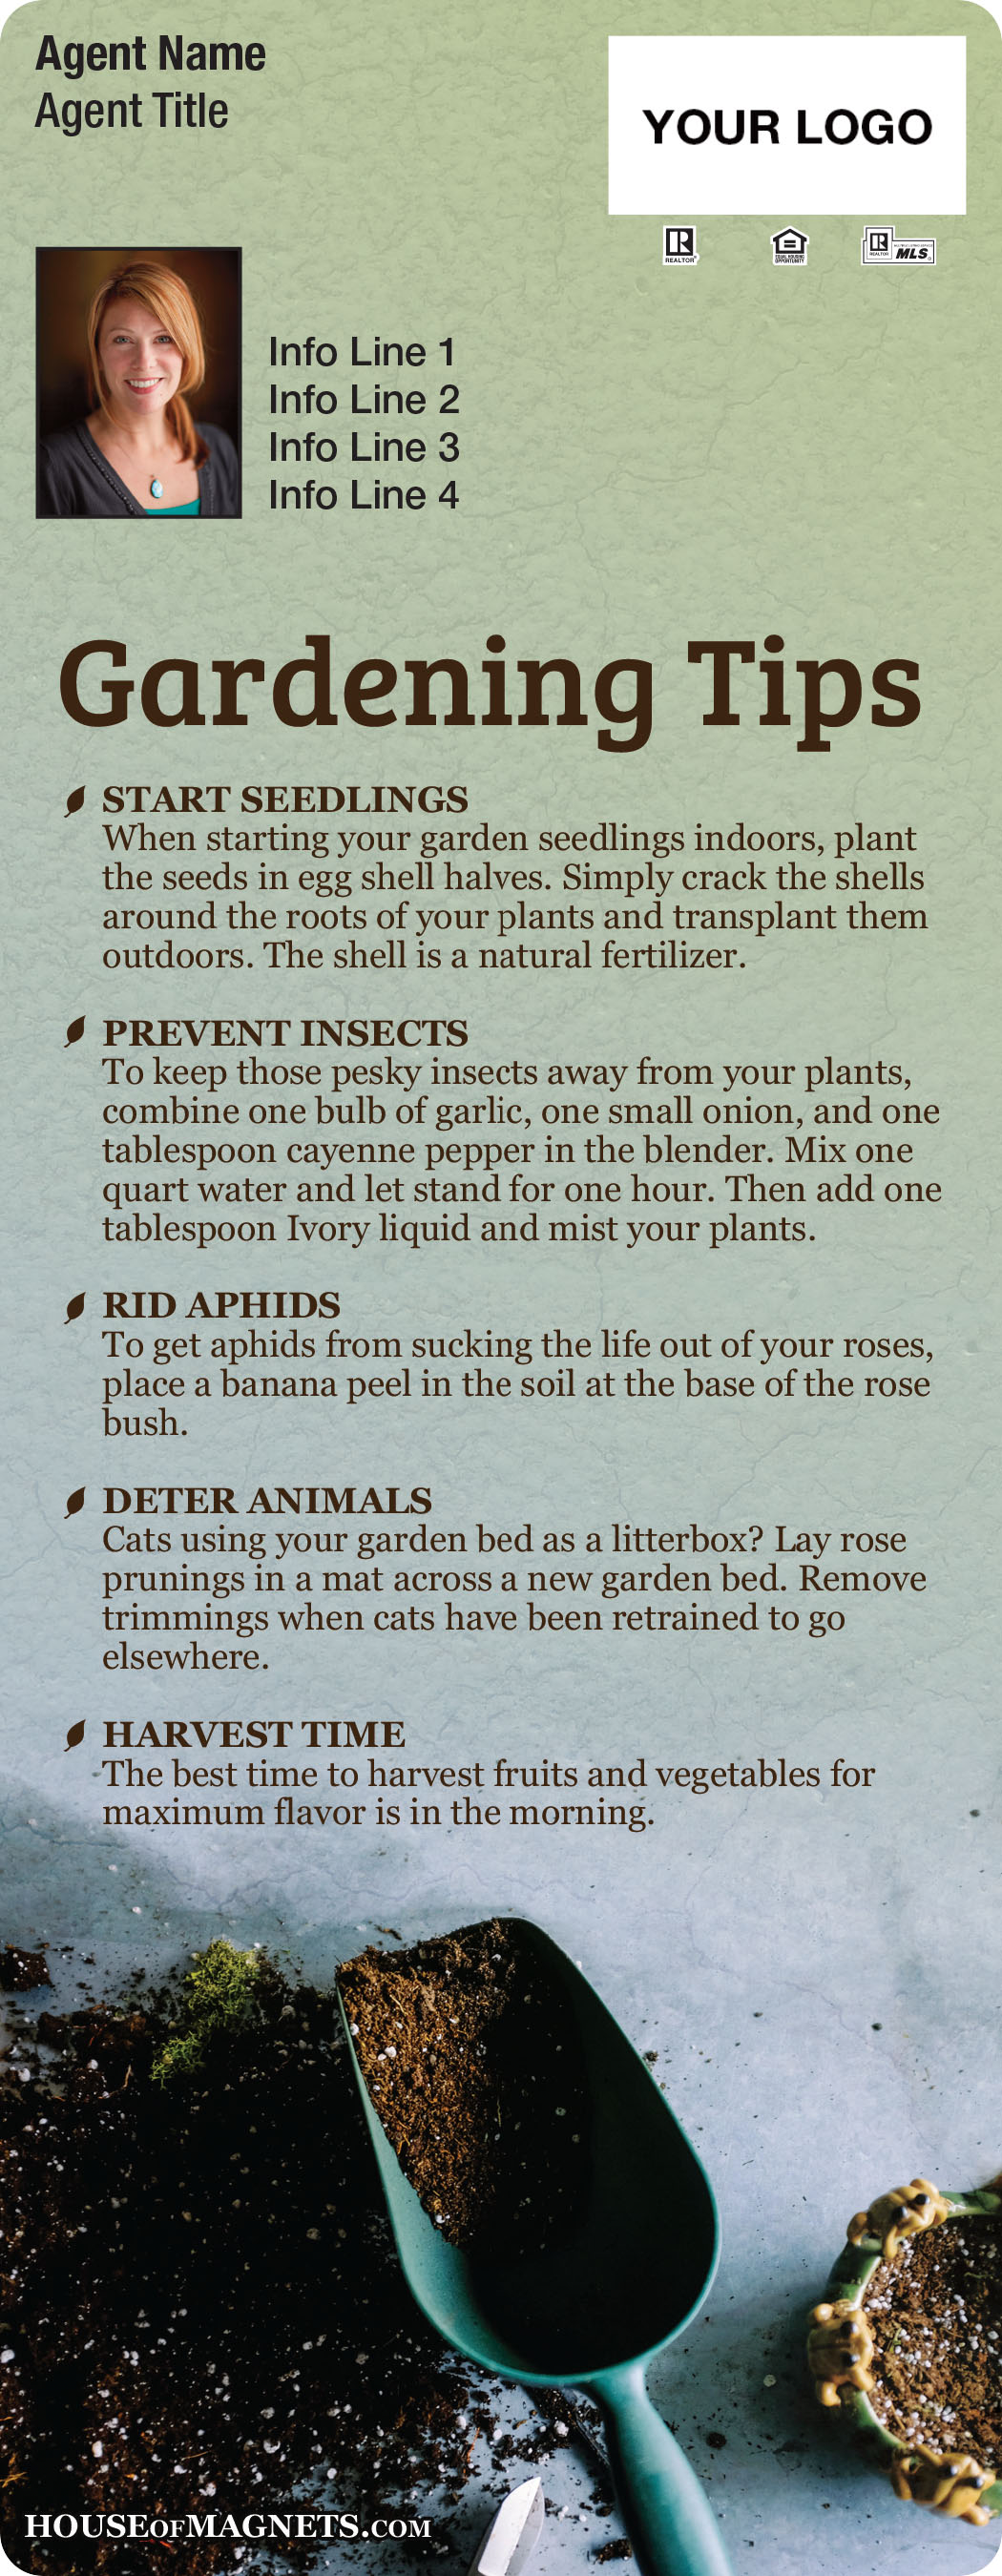 Agent Name
Agent Title
YOUR LOGO
REALTOR
EQUAL HOUSING
OPPORTUNITY
REALTOR
MLS
Info Line 1
Info Line 2
Info Line 3
Info Line 4
Gardening Tips
START SEEDLINGS
When starting your garden seedlings indoors, plant
the seeds in egg shell halves. Simply crack the shells
around the roots of your plants and transplant them
outdoors. The shell is a natural fertilizer.
PREVENT INSECTS
To keep those pesky insects away from your plants,
combine one bulb of garlic, one small onion, and one
tablespoon cayenne pepper in the blender. Mix one
quart water and let stand for one hour. Then add one
tablespoon Ivory liquid and mist your plants.
RID APHIDS
To get aphids from sucking the life out of your roses,
place a banana peel in the soil at the base of the rose
bush.
DETER ANIMALS
Cats using your garden bed as a litterbox? Lay rose
prunings in a mat across a new garden bed. Remove
trimmings when cats have been retrained to go
elsewhere.
HARVEST TIME
The best time to harvest fruits and vegetables for
maximum flavor is in the morning.
HOUSEOFMAGNETS.COM